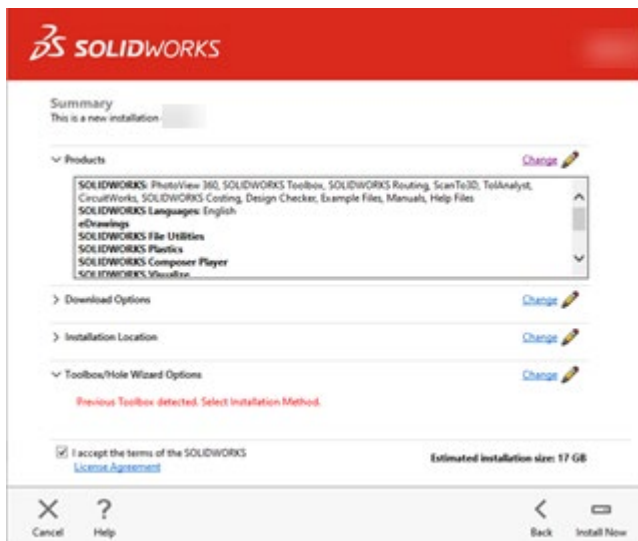 SOLIDWORKS
Summary
This is a new installation
Products
Change
SOLIDWORKS: PhotoView 360, SOLIDWORKS Toolbox, SOLIDWORKS Routing, ScanTo3D, TolAnalyst,
CircuitWorks, SOLIDWORKS Costing, Design Checker, Example Files, Manuals, Help Files
SOLIDWORKS Languages: English
eDrawings
SOLIDWORKS File Utilities
SOLIDWORKS Plastics
SOLIDWORKS Composer Player
SOLIDWORKS Visualize
Download Options
Change
Installation Location
Change
Toolbox/Hole Wizard Options
Change
Previous Toolbox detected. Select Installation Method.
I accept the terms of the SOLIDWORKS
License Agreement
Estimated installation size: 17 GB
Cancel
Help
Back
Install Now